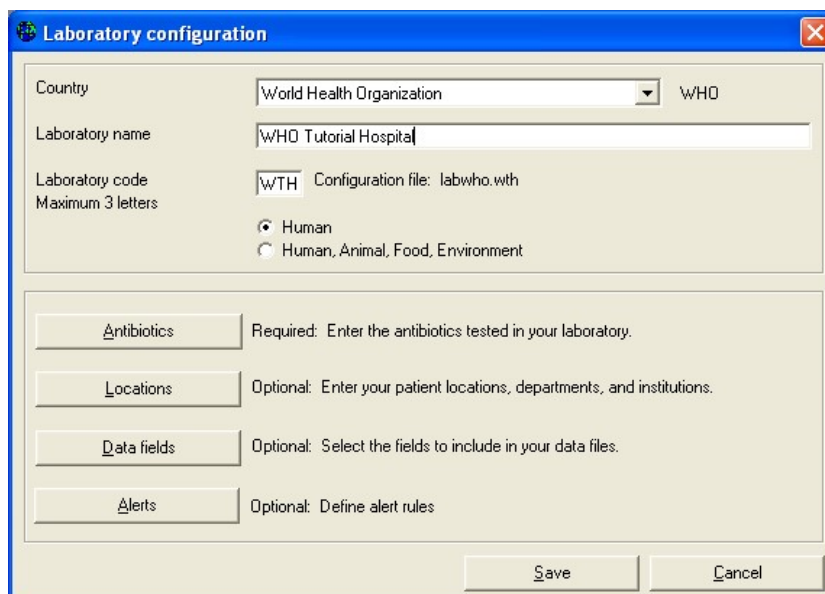 Laboratory configuration
Country World Health Organization WHO
Laboratory name WHO Tutorial Hospital
Laboratory code WTH Configuration file: labwho.wth
Maximum 3 letters
Human
Human, Animal, Food, Environment
Antibiotics Required: Enter the antibiotics tested in your laboratory.
Locations Optional: Enter your patient locations, departments, and institutions.
Data fields Optional: Select the fields to include in your data files.
Alerts Optional: Define alert rules
Save Cancel